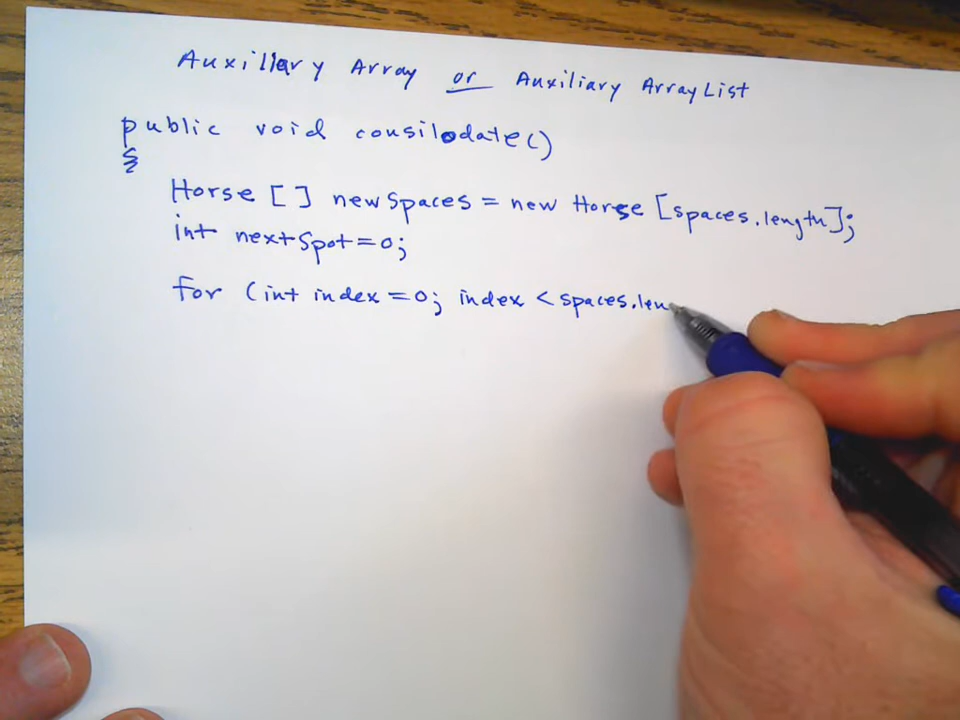 Auxillary Array or Auxiliary ArrayList
public void consilodate()
{
Horse [] newSpaces = new Horse [spaces.length];
int nextSpot=0;
for (int index=0; index < spaces.len